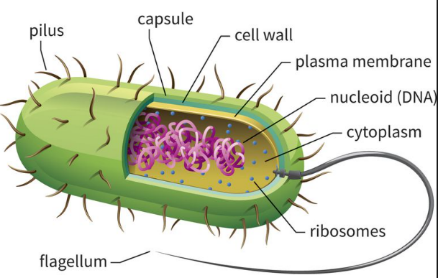 capsule
pilus
cell wall
plasma membrane
nucleoid (DNA)
cytoplasm
ribosomes
flagellum